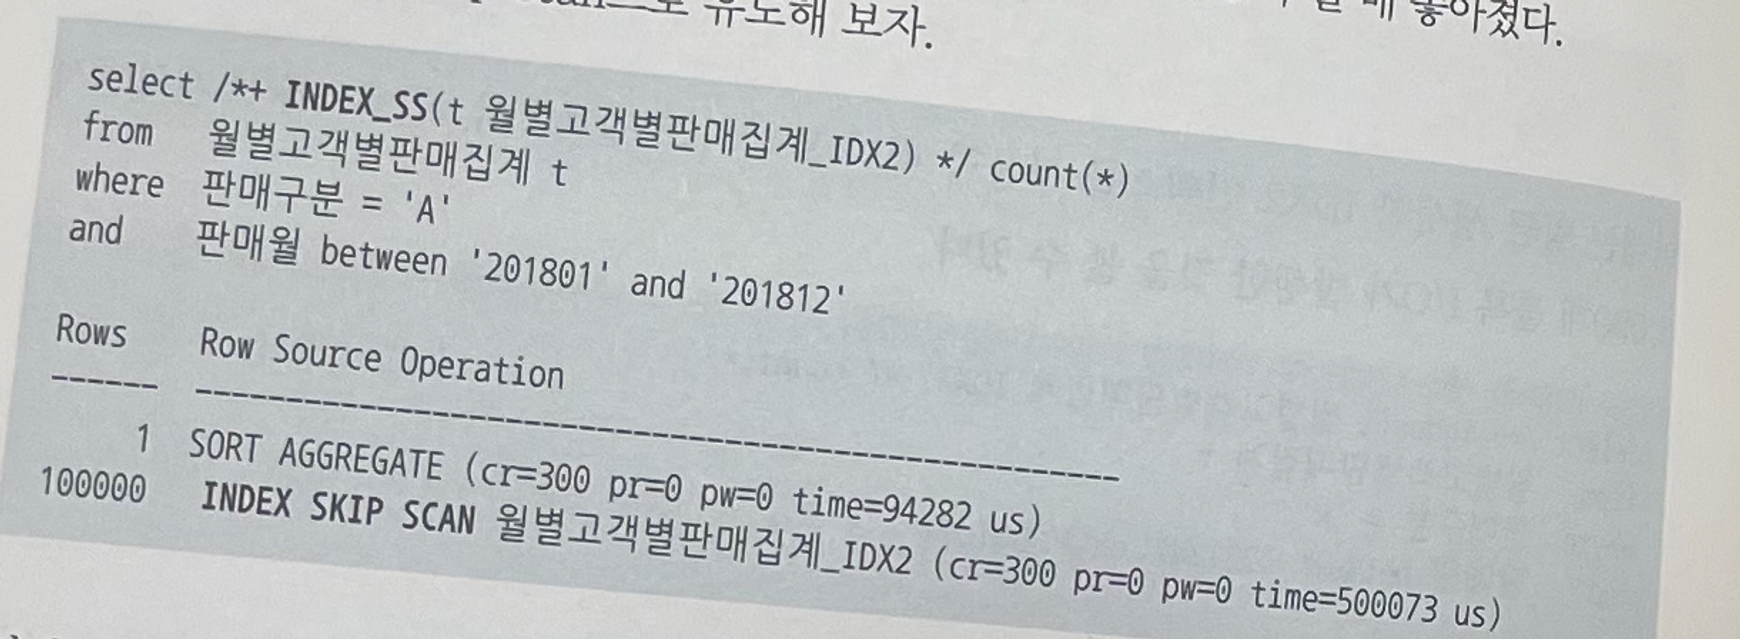 유도해 보자.
좋아졌다.
select /*+ INDEX_SS(t 월별고객별판매집계_IDX2) */ count(*)
from 월별고객별판매집계 t
where 판매구분 = 'A'
and 판매월 between '201801' and '201812'
Rows Row Source Operation
------ ---------------------------------------------------
1 SORT AGGREGATE (cr=300 pr=0 pw=0 time=94282 us)
100000 INDEX SKIP SCAN 월별고객별판매집계_IDX2 (cr=300 pr=0 pw=0 time=500073 us)